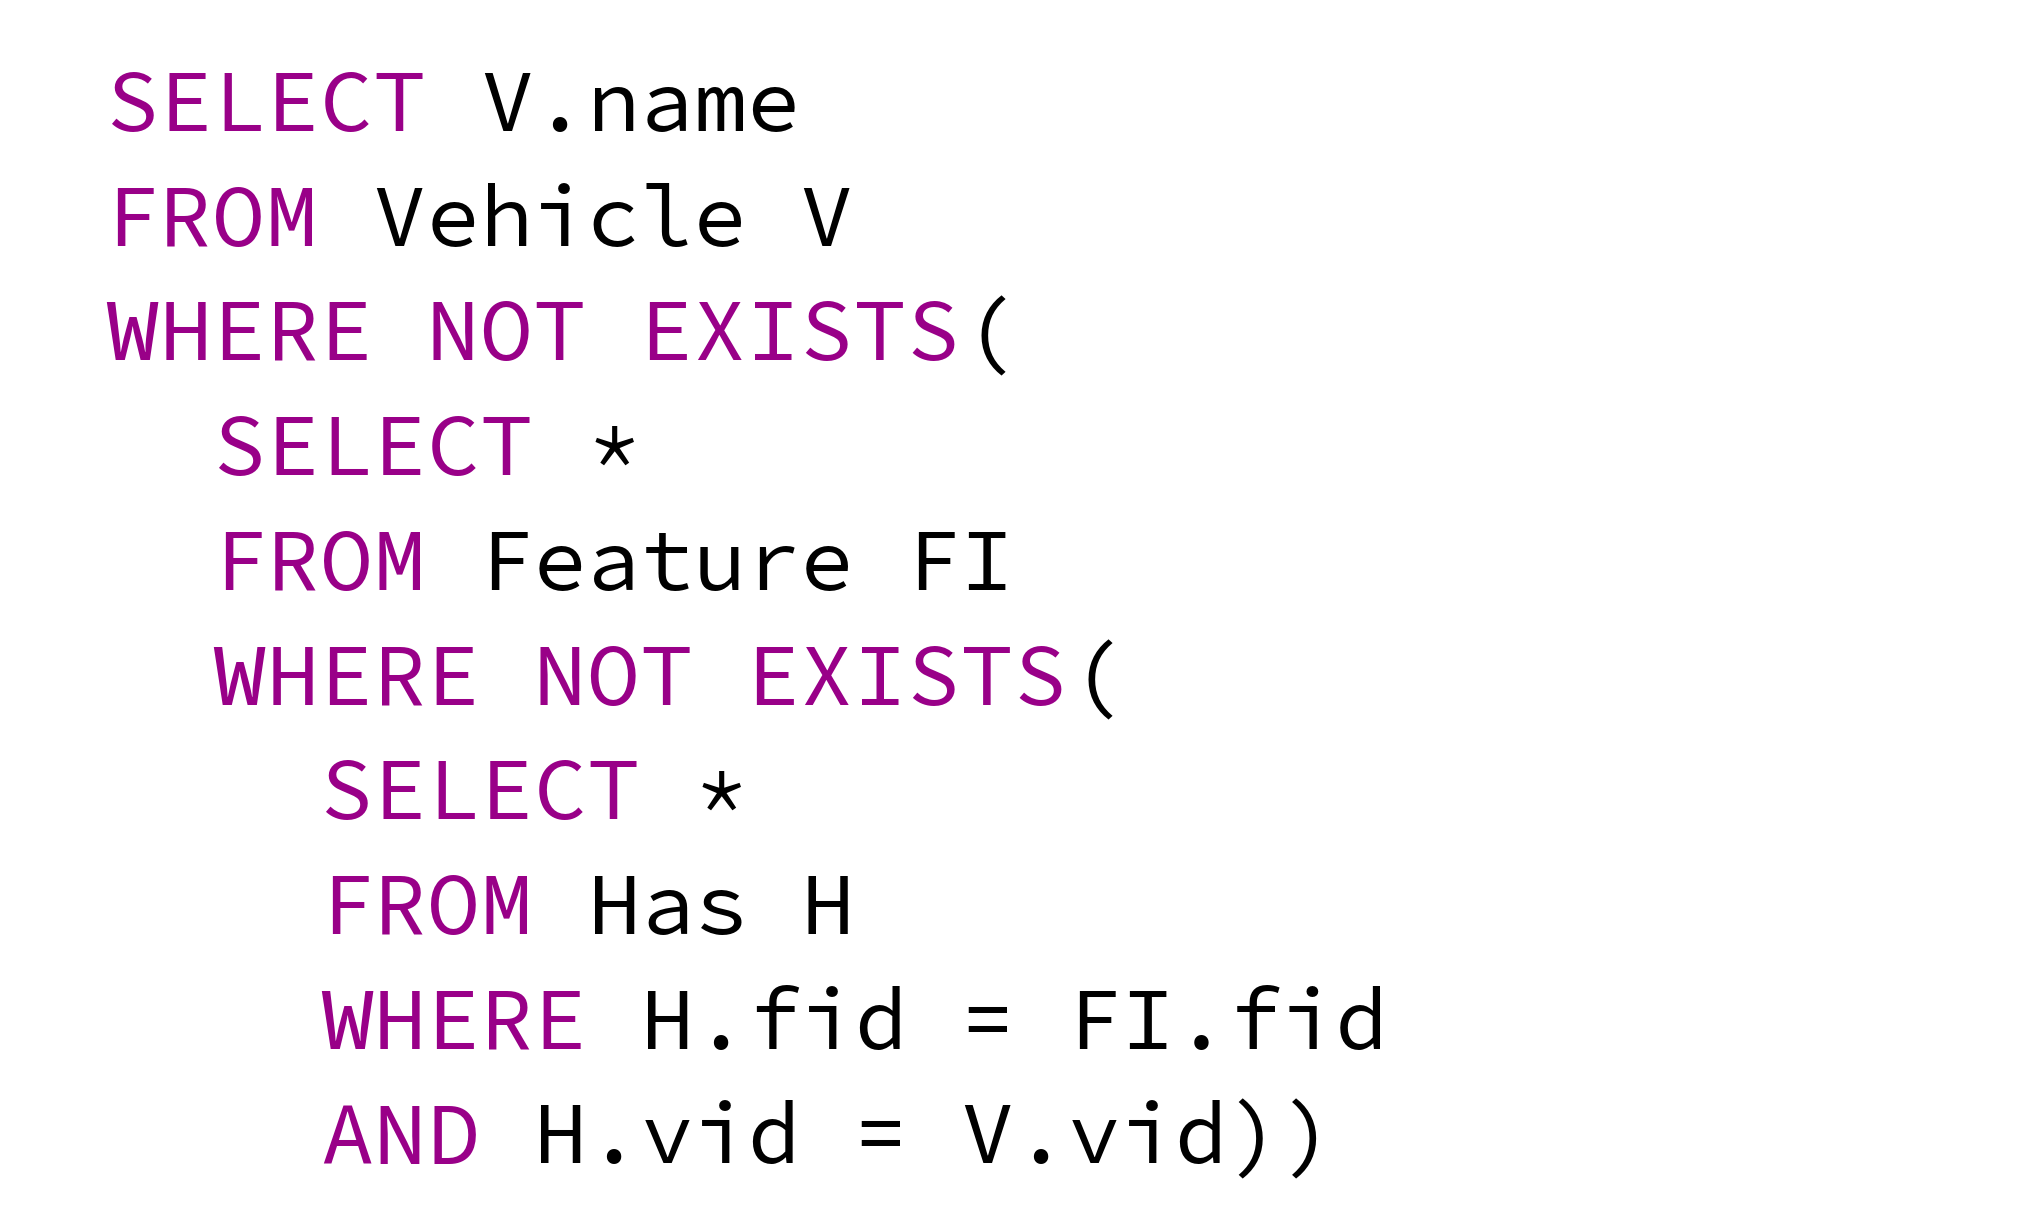 SELECT V.name
FROM Vehicle V
WHERE NOT EXISTS(
SELECT *
FROM Feature FI
WHERE NOT EXISTS(
SELECT *
FROM Has H
WHERE H.fid = FI.fid
AND H.vid = V.vid))